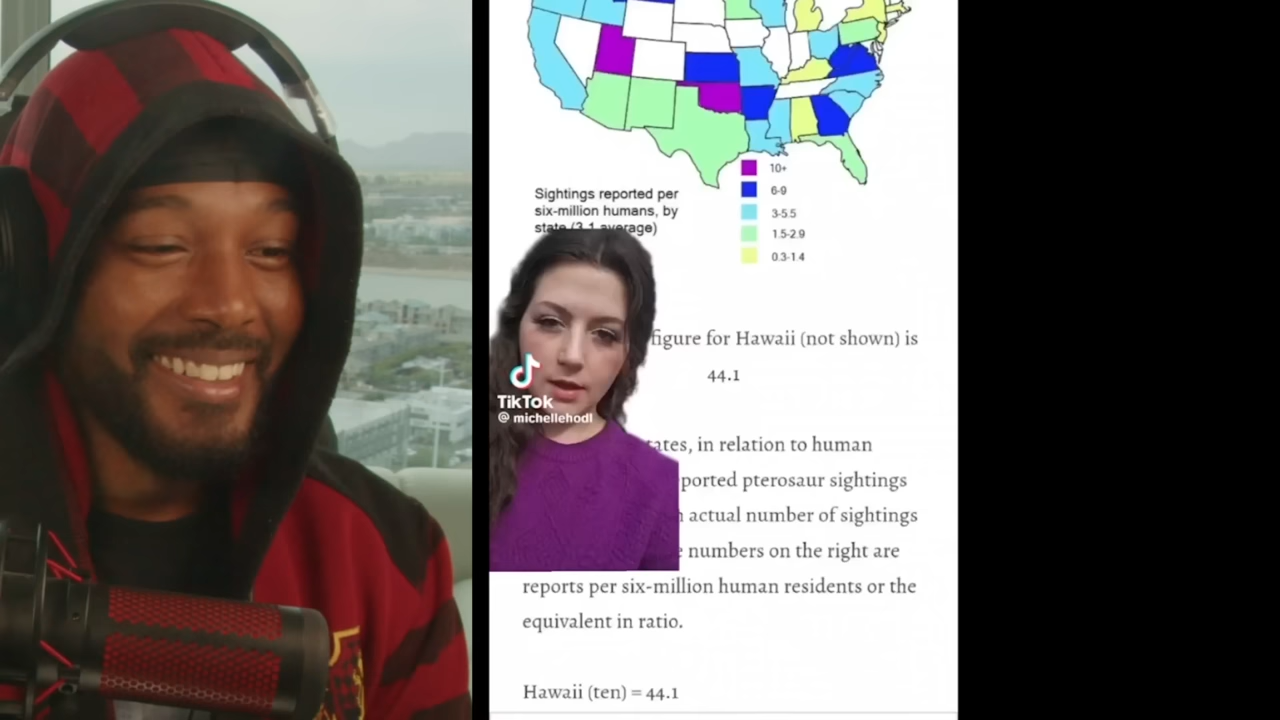 10+
6-9
3-5.5
1.5-2.9
0.3-1.4
Sightings reported per
six-million humans, by
state (3.1 average)
figure for Hawaii (not shown) is
44.1
TikTok
@ michellehodl
tates, in relation to human
ported pterosaur sightings
actual number of sightings
numbers on the right are
reports per six-million human residents or the
equivalent in ratio.
Hawaii (ten) = 44.1